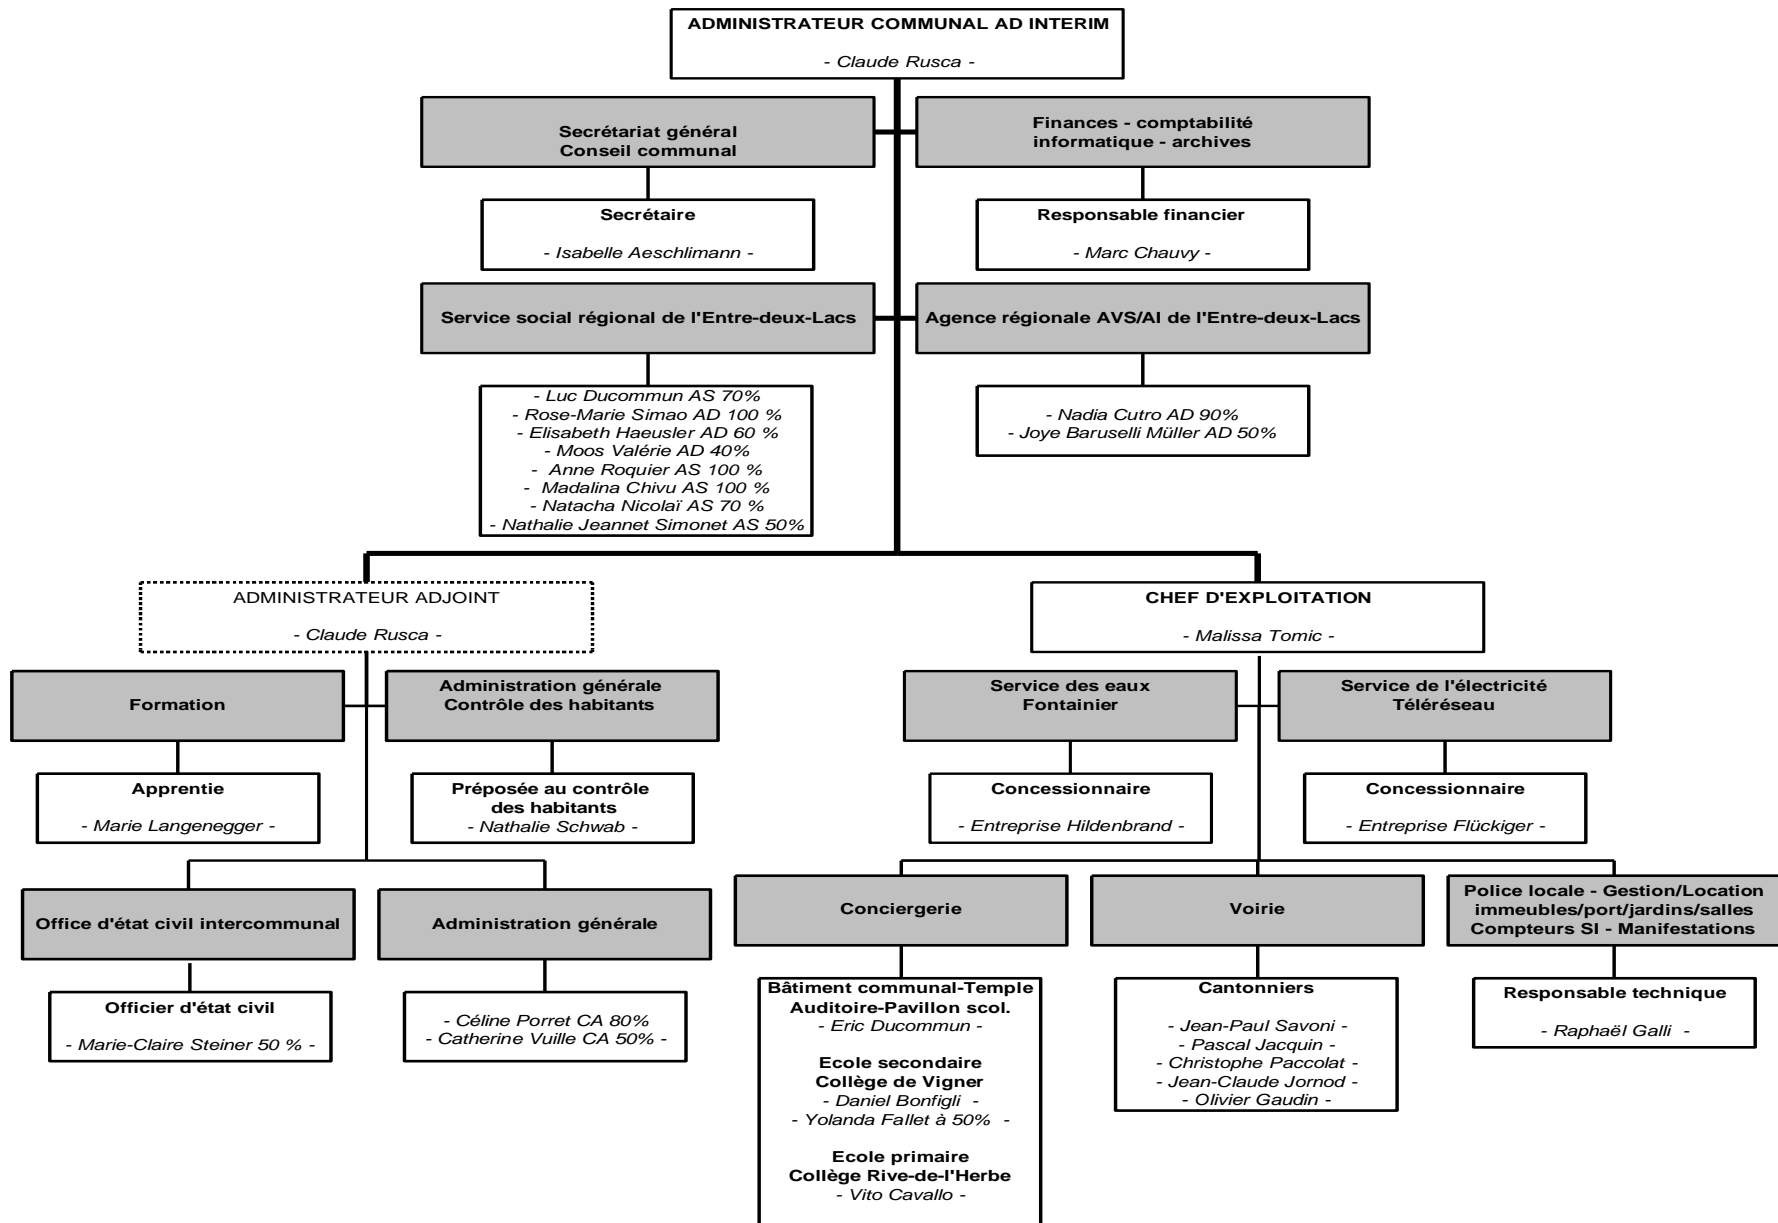 ADMINISTRATEUR COMMUNAL AD INTERIM
- Claude Rusca -
Secrétariat général
Conseil communal
Finances - comptabilité
informatique - archives
Secrétaire
- Isabelle Aeschlimann -
Responsable financier
- Marc Chauvy -
Service social régional de l'Entre-deux-Lacs
Agence régionale AVS/AI de l'Entre-deux-Lacs
- Luc Ducommun AS 70%
- Rose-Marie Simao AD 100 %
- Elisabeth Haeusler AD 60 %
- Moos Valérie AD 40%
- Anne Roquier AS 100 %
- Madalina Chivu AS 100 %
- Natacha Nicolaï AS 70 %
- Nathalie Jeannet Simonet AS 50%
- Nadia Cutro AD 90%
- Joye Baruselli Müller AD 50%
ADMINISTRATEUR ADJOINT
- Claude Rusca -
CHEF D'EXPLOITATION
- Malissa Tomic -
Formation
Administration générale
Contrôle des habitants
Service des eaux
Fontainier
Service de l'électricité
Téléréseau
Apprentie
- Marie Langenegger -
Préposée au contrôle
des habitants
- Nathalie Schwab -
Concessionnaire
- Entreprise Hildenbrand -
Concessionnaire
- Entreprise Flückiger -
Office d'état civil intercommunal
Administration générale
Conciergerie
Voirie
Police locale - Gestion/Location
immeubles/port/jardins/salles
Compteurs SI - Manifestations
Officier d'état civil
- Marie-Claire Steiner 50 % -
- Céline Porret CA 80%
- Catherine Vuille CA 50% -
Bâtiment communal-Temple
Auditoire-Pavillon scol.
- Eric Ducommun -
Ecole secondaire
Collège de Vigner
- Daniel Bonfigli -
- Yolanda Fallet à 50% -
Ecole primaire
Collège Rive-de-l'Herbe
- Vito Cavallo -
Cantonniers
- Jean-Paul Savoni -
- Pascal Jacquin -
- Christophe Paccolat -
- Jean-Claude Jornod -
- Olivier Gaudin -
Responsable technique
- Raphaël Galli -